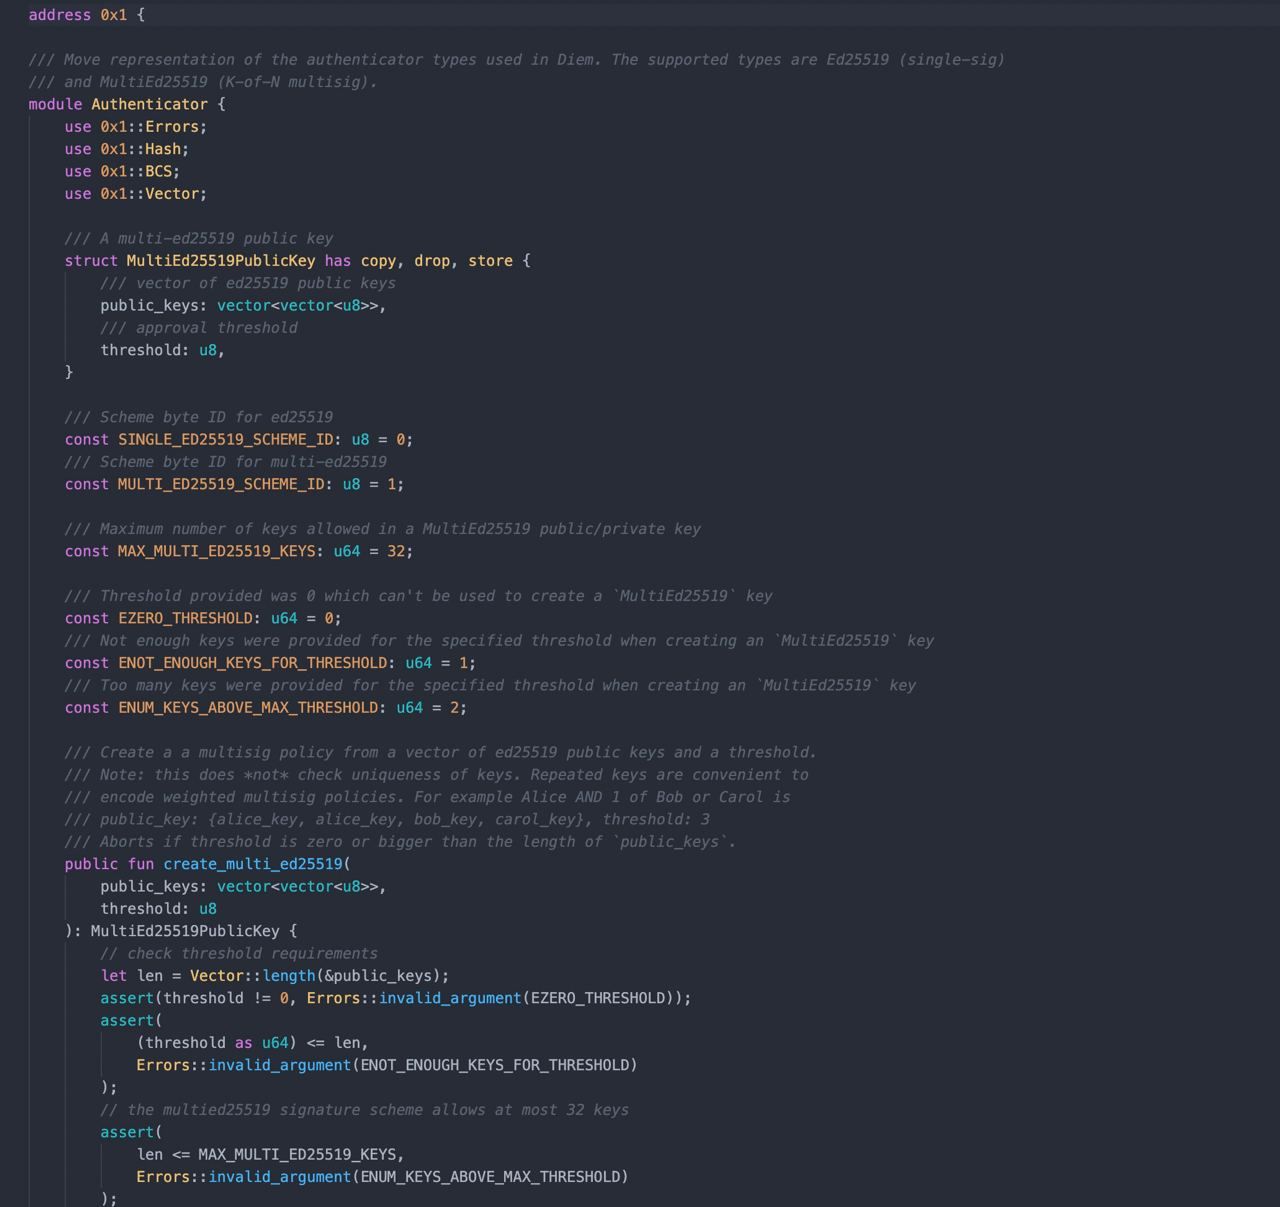 address 0x1 {
/// Move representation of the authenticator types used in Diem. The supported types are Ed25519 (single-sig)
/// and MultiEd25519 (K-of-N multisig).
module Authenticator {
use 0x1::Errors;
use 0x1::Hash;
use 0x1::BCS;
use 0x1::Vector;
/// A multi-ed25519 public key
struct MultiEd25519PublicKey has copy, drop, store {
/// vector of ed25519 public keys
public_keys: vector<vector<u8>>,
/// approval threshold
threshold: u8,
}
/// Scheme byte ID for ed25519
const SINGLE_ED25519_SCHEME_ID: u8 = 0;
/// Scheme byte ID for multi-ed25519
const MULTI_ED25519_SCHEME_ID: u8 = 1;
/// Maximum number of keys allowed in a MultiEd25519 public/private key
const MAX_MULTI_ED25519_KEYS: u64 = 32;
/// Threshold provided was 0 which can't be used to create a `MultiEd25519` key
const EZERO_THRESHOLD: u64 = 0;
/// Not enough keys were provided for the specified threshold when creating an `MultiEd25519` key
const ENOT_ENOUGH_KEYS_FOR_THRESHOLD: u64 = 1;
/// Too many keys were provided for the specified threshold when creating an `MultiEd25519` key
const ENUM_KEYS_ABOVE_MAX_THRESHOLD: u64 = 2;
/// Create a a multisig policy from a vector of ed25519 public keys and a threshold.
/// Note: this does *not* check uniqueness of keys. Repeated keys are convenient to
/// encode weighted multisig policies. For example Alice AND 1 of Bob or Carol is
/// public_key: {alice_key, alice_key, bob_key, carol_key}, threshold: 3
/// Aborts if threshold is zero or bigger than the length of `public_keys`.
public fun create_multi_ed25519(
public_keys: vector<vector<u8>>,
threshold: u8
): MultiEd25519PublicKey {
// check threshold requirements
let len = Vector::length(&public_keys);
assert(threshold != 0, Errors::invalid_argument(EZERO_THRESHOLD));
assert(
(threshold as u64) <= len,
Errors::invalid_argument(ENOT_ENOUGH_KEYS_FOR_THRESHOLD)
);
// the multied25519 signature scheme allows at most 32 keys
assert(
len <= MAX_MULTI_ED25519_KEYS,
Errors::invalid_argument(ENUM_KEYS_ABOVE_MAX_THRESHOLD)
);